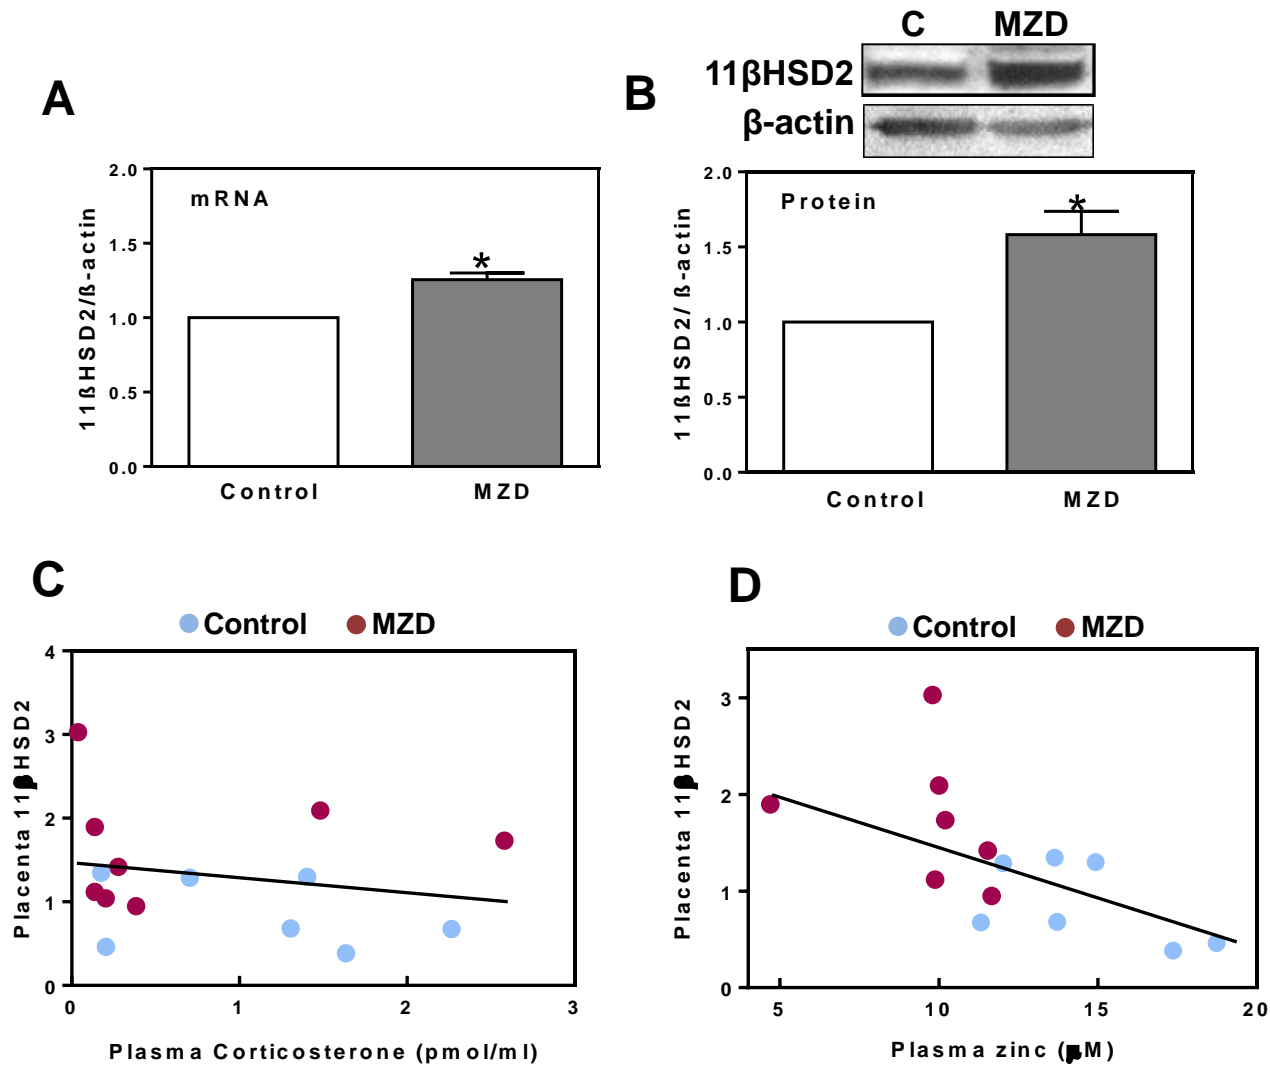 A
2.0
1.5
1.0
0.5
0.0
11ßHSD2/ß-actin
mRNA
*
Control MZD
B
C MZD
11βHSD2
β-actin
2.0
1.5
1.0
0.5
0.0
11ßHSD2/ ß-actin
Protein
*
Control MZD
C
Control MZD
4
3
2
1
0
Placenta 11βHSD2
0 1 2 3
Plasma Corticosterone (pmol/ml)
D
Control MZD
3
2
1
0
Placenta 11βHSD2
5 10 15 20
Plasma zinc (μM)